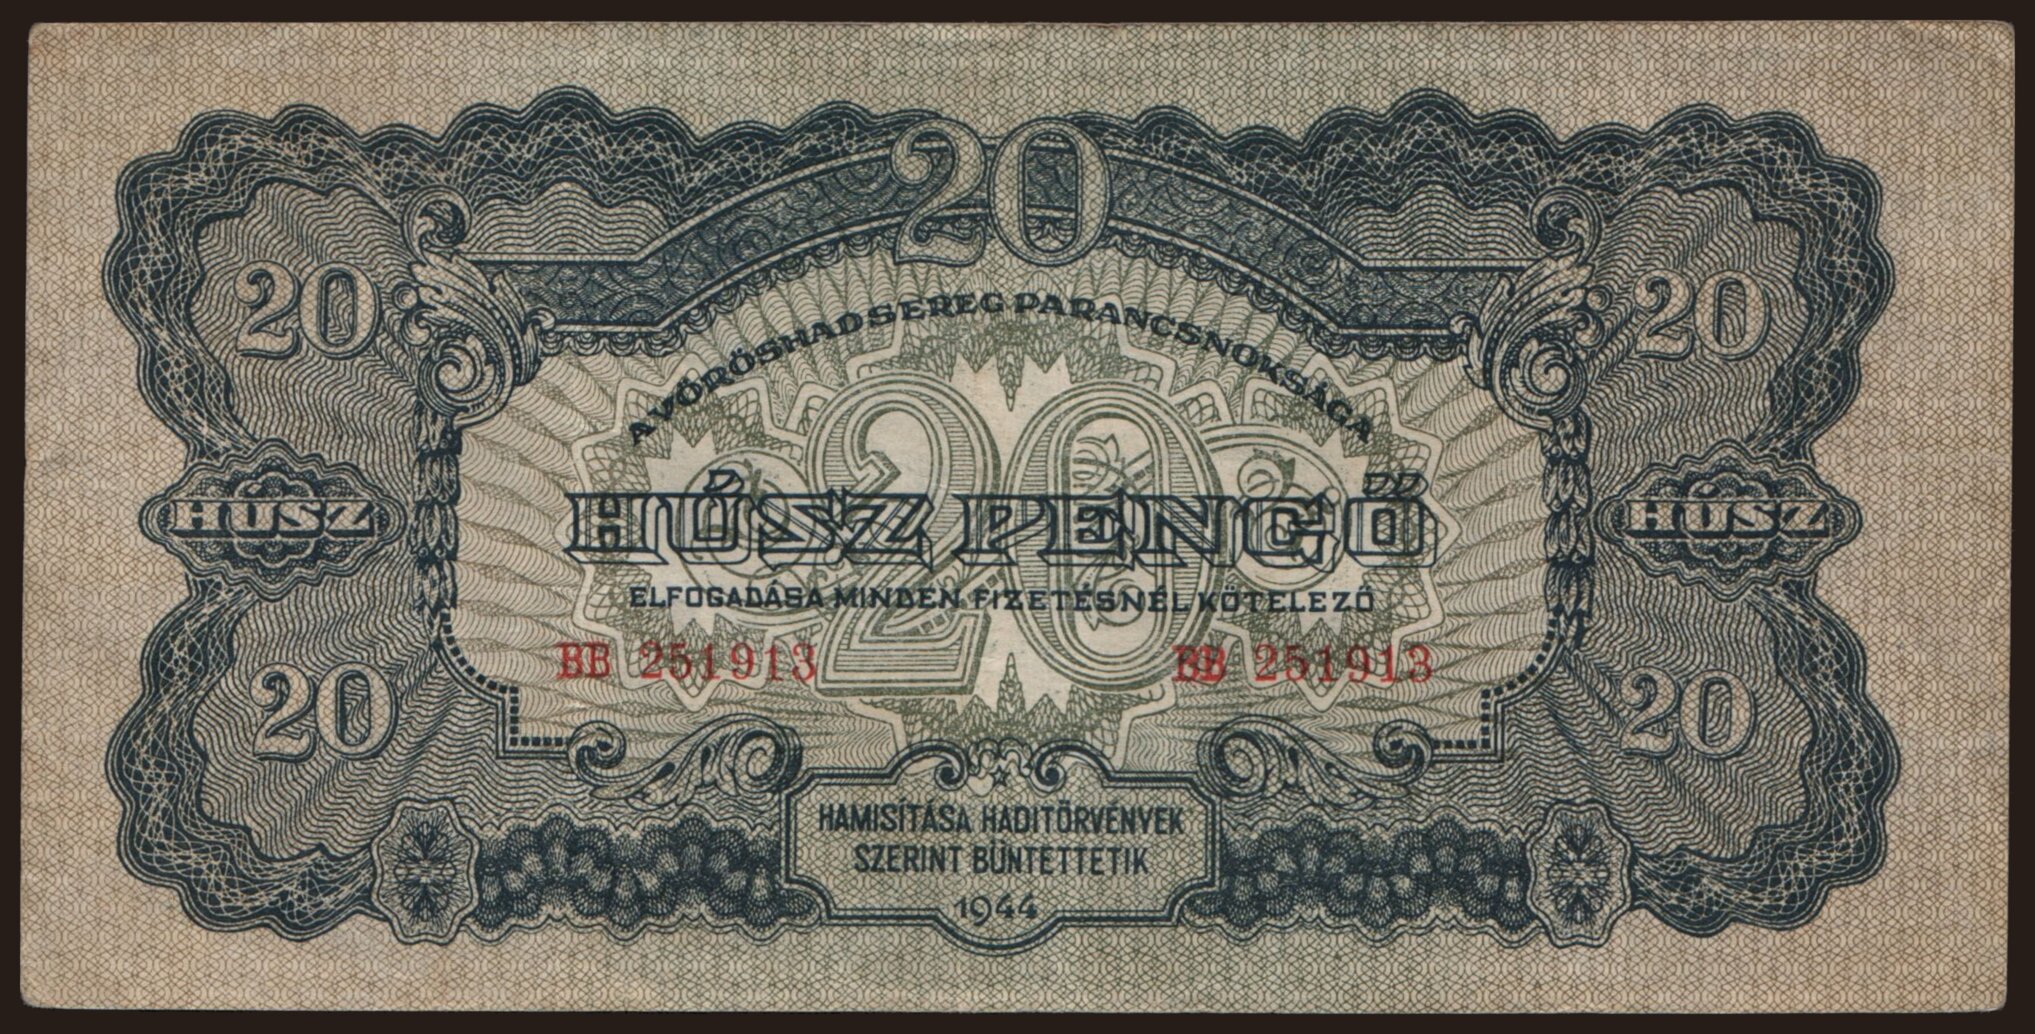 20
20
20
A VÖRÖSHADSEREG PARANCSNOKSÁGA
20
HÚSZ
HÚSZ PENGŐ
HÚSZ
ELFOGADÁSA MINDEN FIZETÉSNÉL KÖTELEZŐ
BB 251913
BB 251913
20
20
HAMISÍTÁSA HADITÖRVÉNYEK
SZERINT BÜNTETTETIK
1944